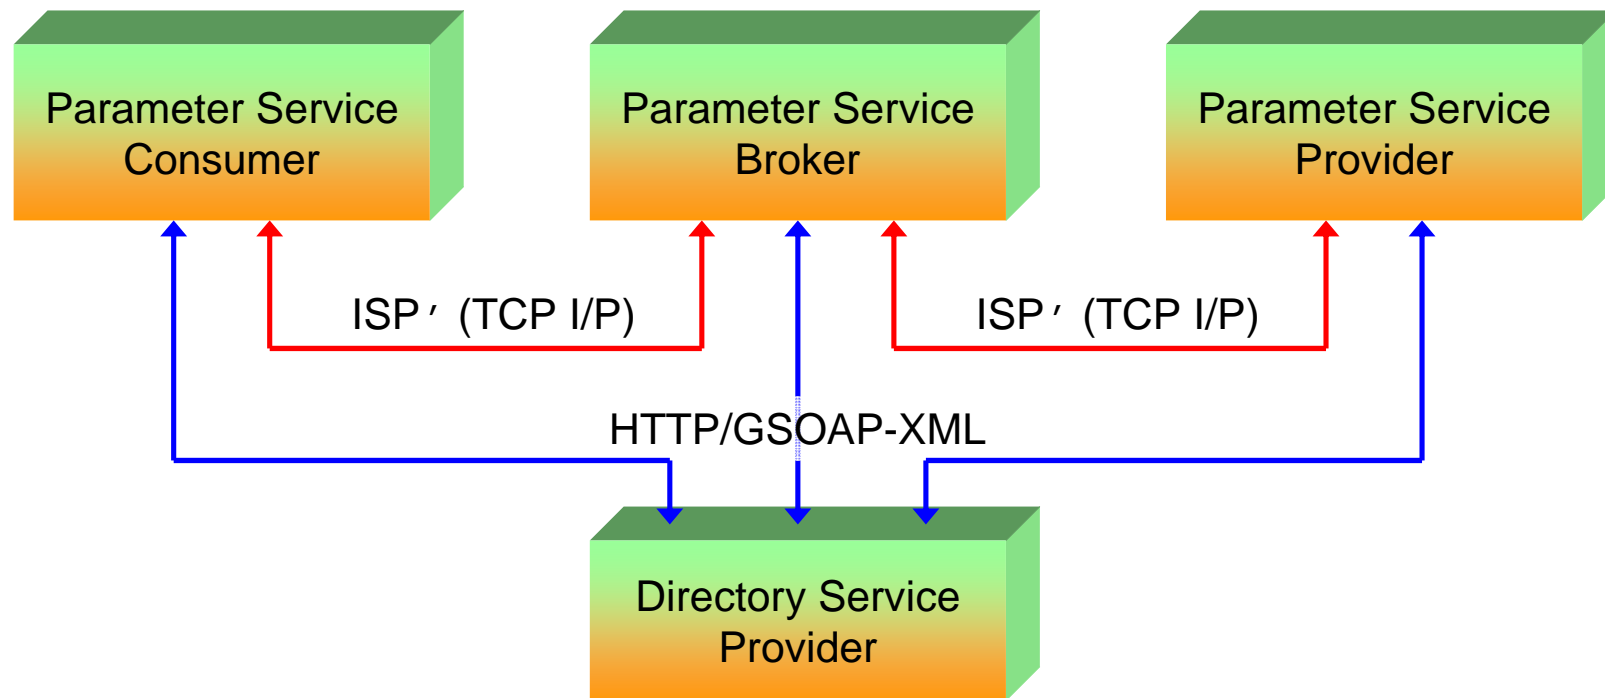 Parameter Service
Consumer
Parameter Service
Broker
Parameter Service
Provider
ISP′ (TCP I/P)
ISP′ (TCP I/P)
HTTP/GSOAP-XML
Directory Service
Provider